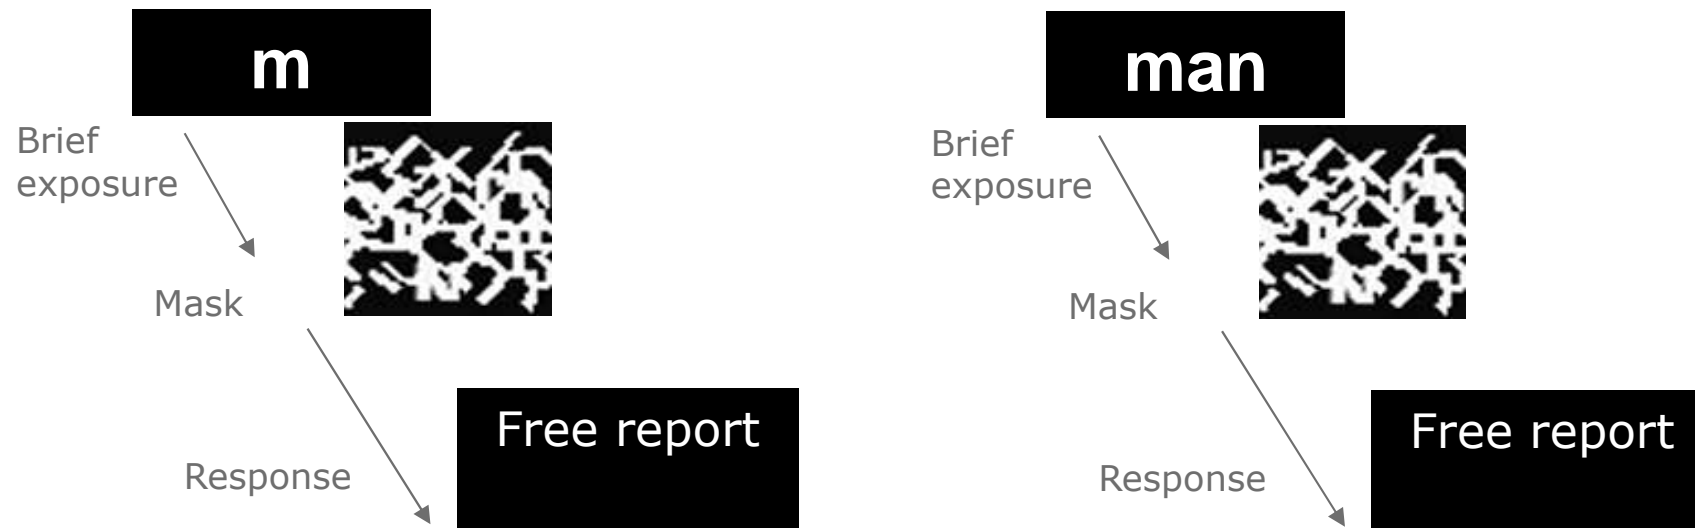 m
Brief
exposure
Mask
Free report
Response
man
Brief
exposure
Mask
Free report
Response